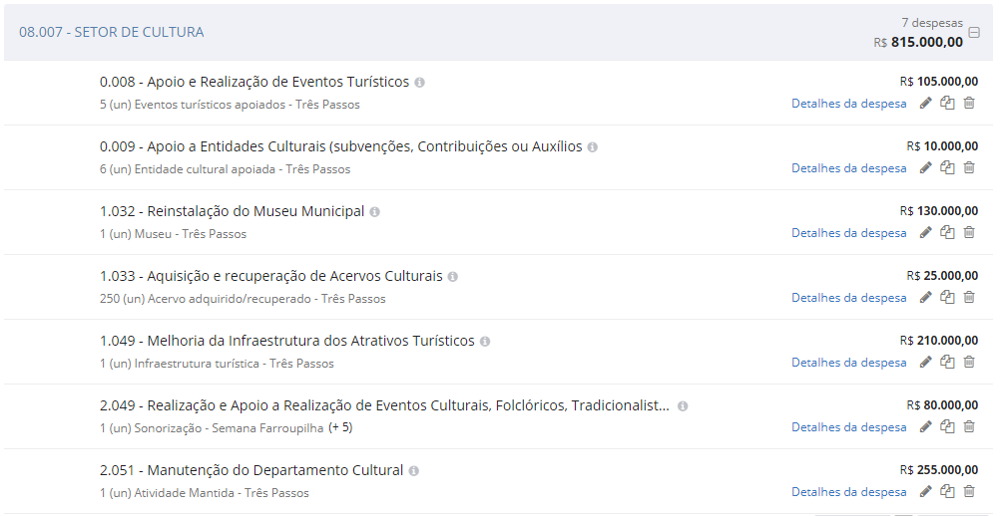 08.007 - SETOR DE CULTURA
7 despesas
R$ 815.000,00
0.008 - Apoio e Realização de Eventos Turísticos
R$ 105.000,00
5 (un) Eventos turísticos apoiados - Três Passos
Detalhes da despesa
0.009 - Apoio a Entidades Culturais (subvenções, Contribuições ou Auxílios
R$ 10.000,00
6 (un) Entidade cultural apoiada - Três Passos
Detalhes da despesa
1.032 - Reinstalação do Museu Municipal
R$ 130.000,00
1 (un) Museu - Três Passos
Detalhes da despesa
1.033 - Aquisição e recuperação de Acervos Culturais
R$ 25.000,00
250 (un) Acervo adquirido/recuperado - Três Passos
Detalhes da despesa
1.049 - Melhoria da Infraestrutura dos Atrativos Turísticos
R$ 210.000,00
1 (un) Infraestrutura turística - Três Passos
Detalhes da despesa
2.049 - Realização e Apoio a Realização de Eventos Culturais, Folclóricos, Tradicionalist...
R$ 80.000,00
1 (un) Sonorização - Semana Farroupilha (+ 5)
Detalhes da despesa
2.051 - Manutenção do Departamento Cultural
R$ 255.000,00
1 (un) Atividade Mantida - Três Passos
Detalhes da despesa